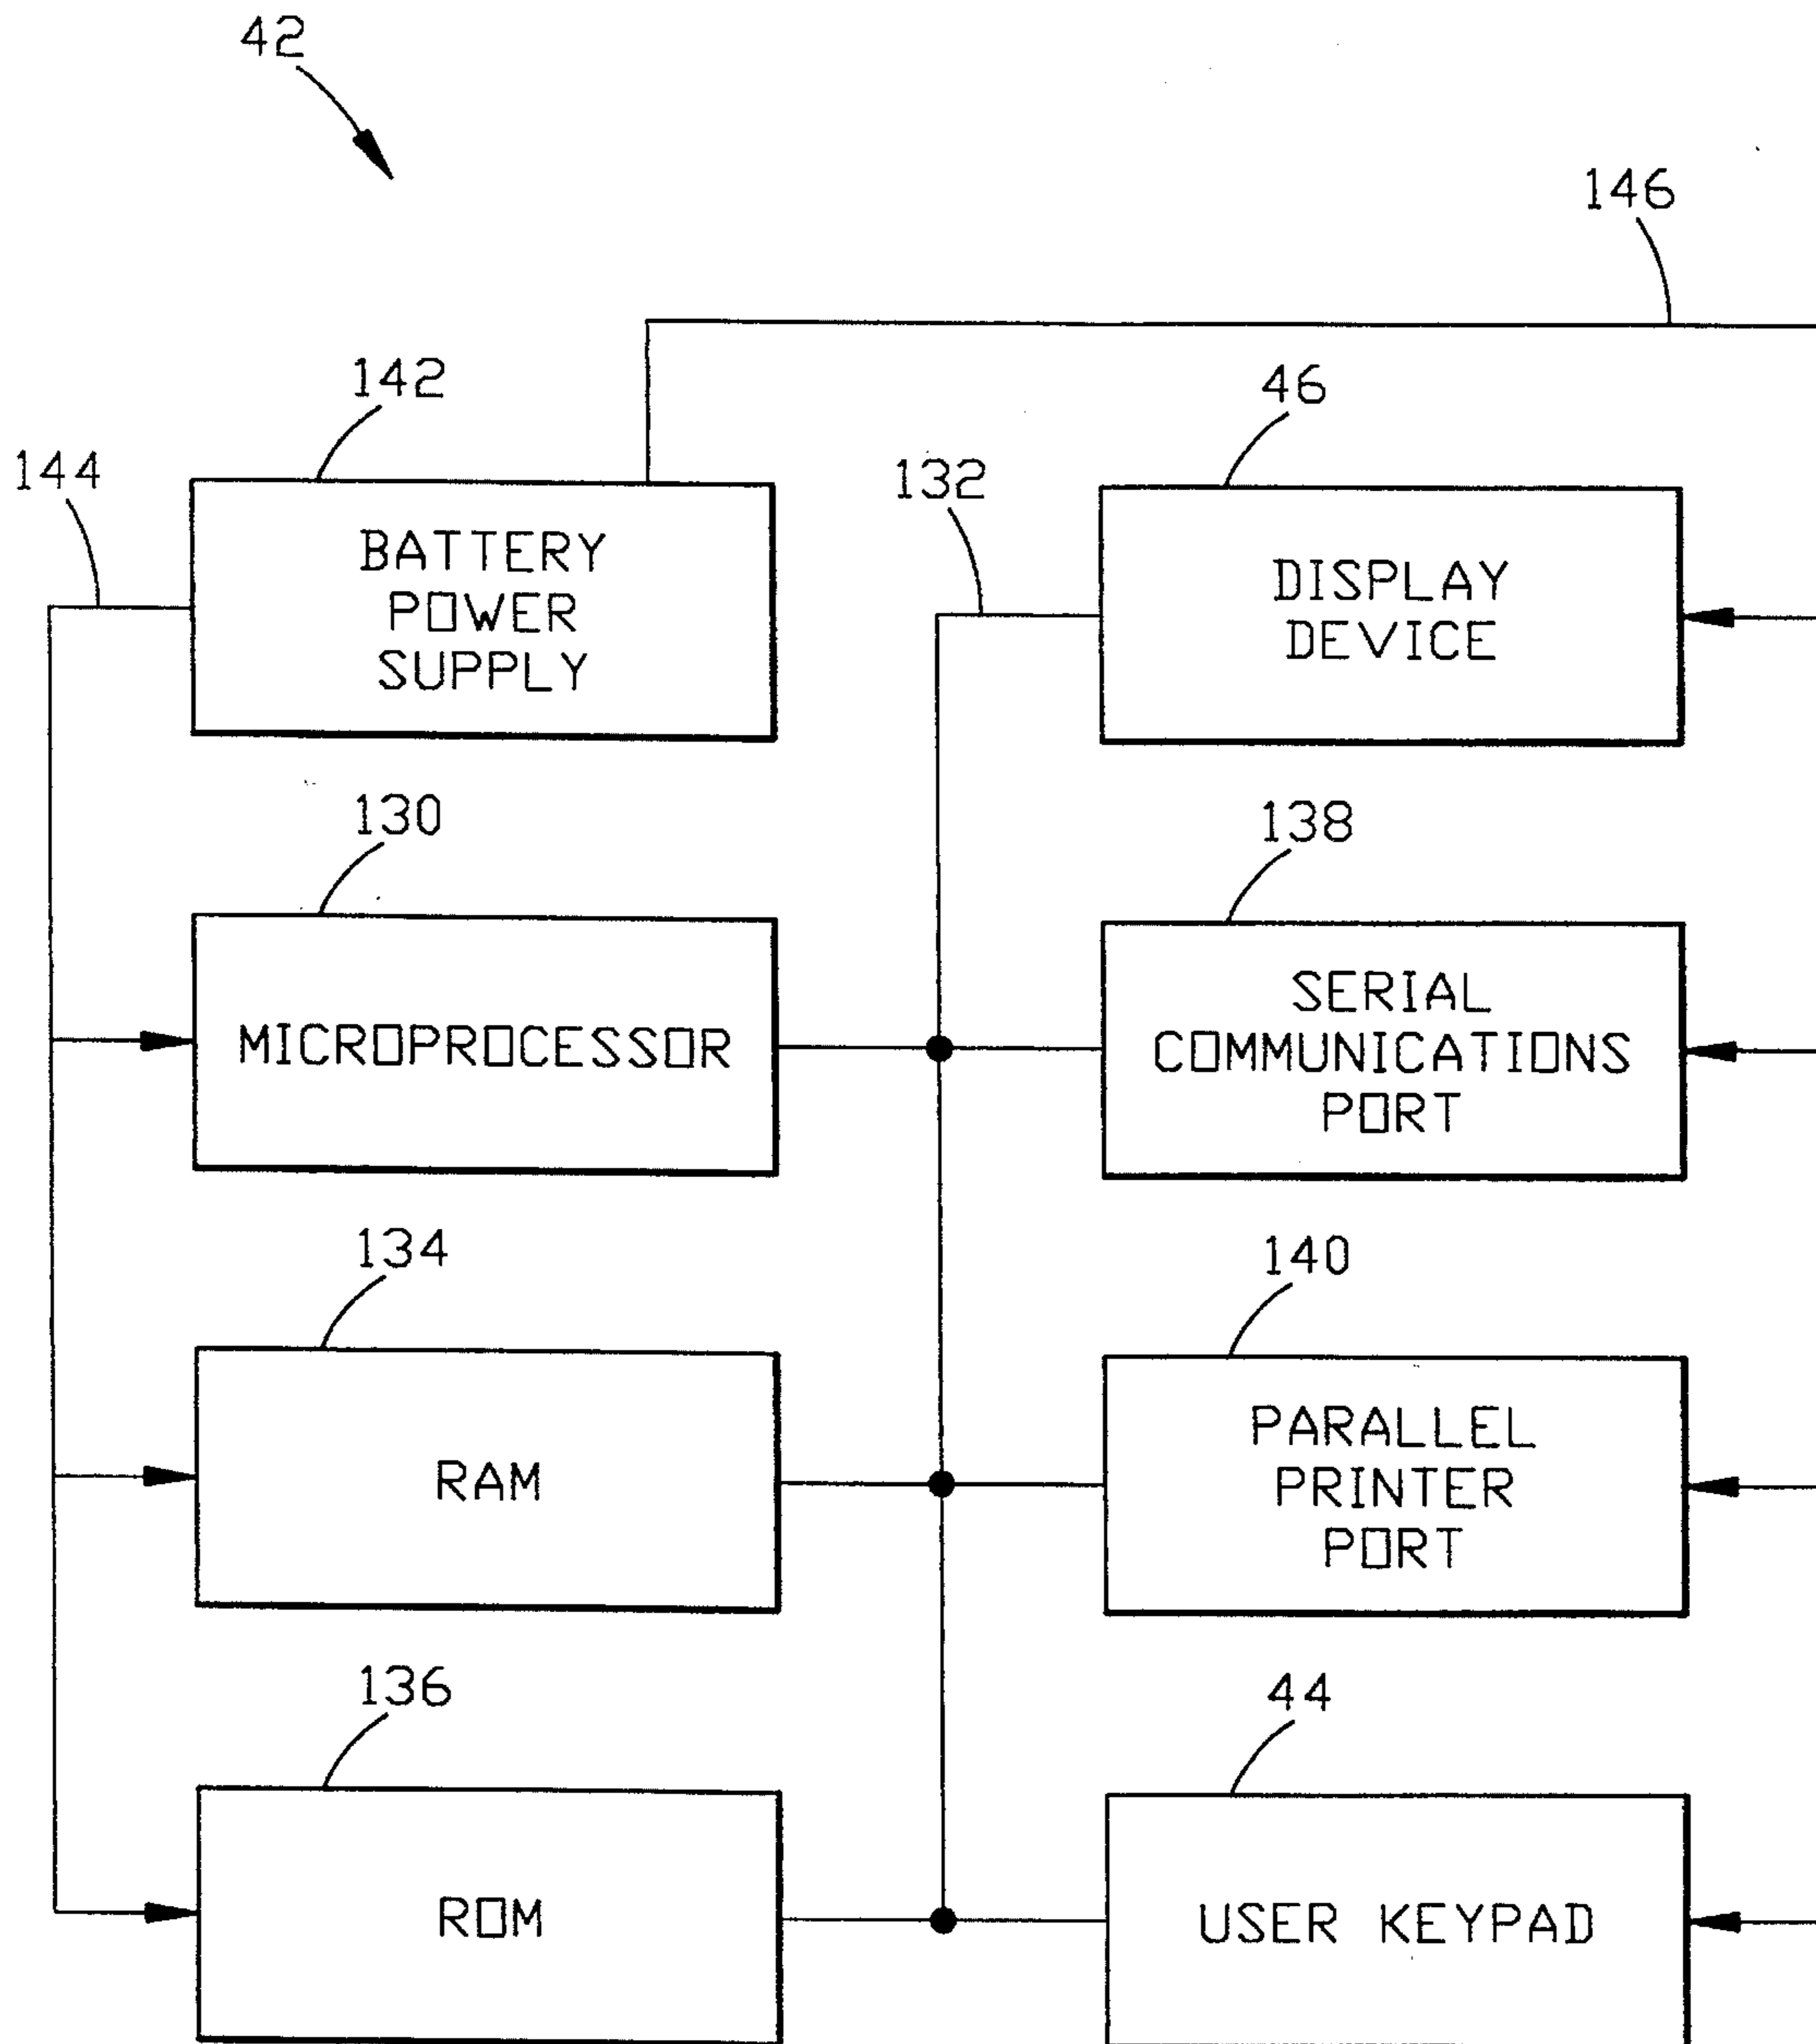 42
146
142
46
144
132
BATTERY
POWER
SUPPLY
DISPLAY
DEVICE
130
138
MICROPROCESSOR
SERIAL
COMMUNICATIONS
PORT
134
140
RAM
PARALLEL
PRINTER
PORT
136
44
ROM
USER KEYPAD